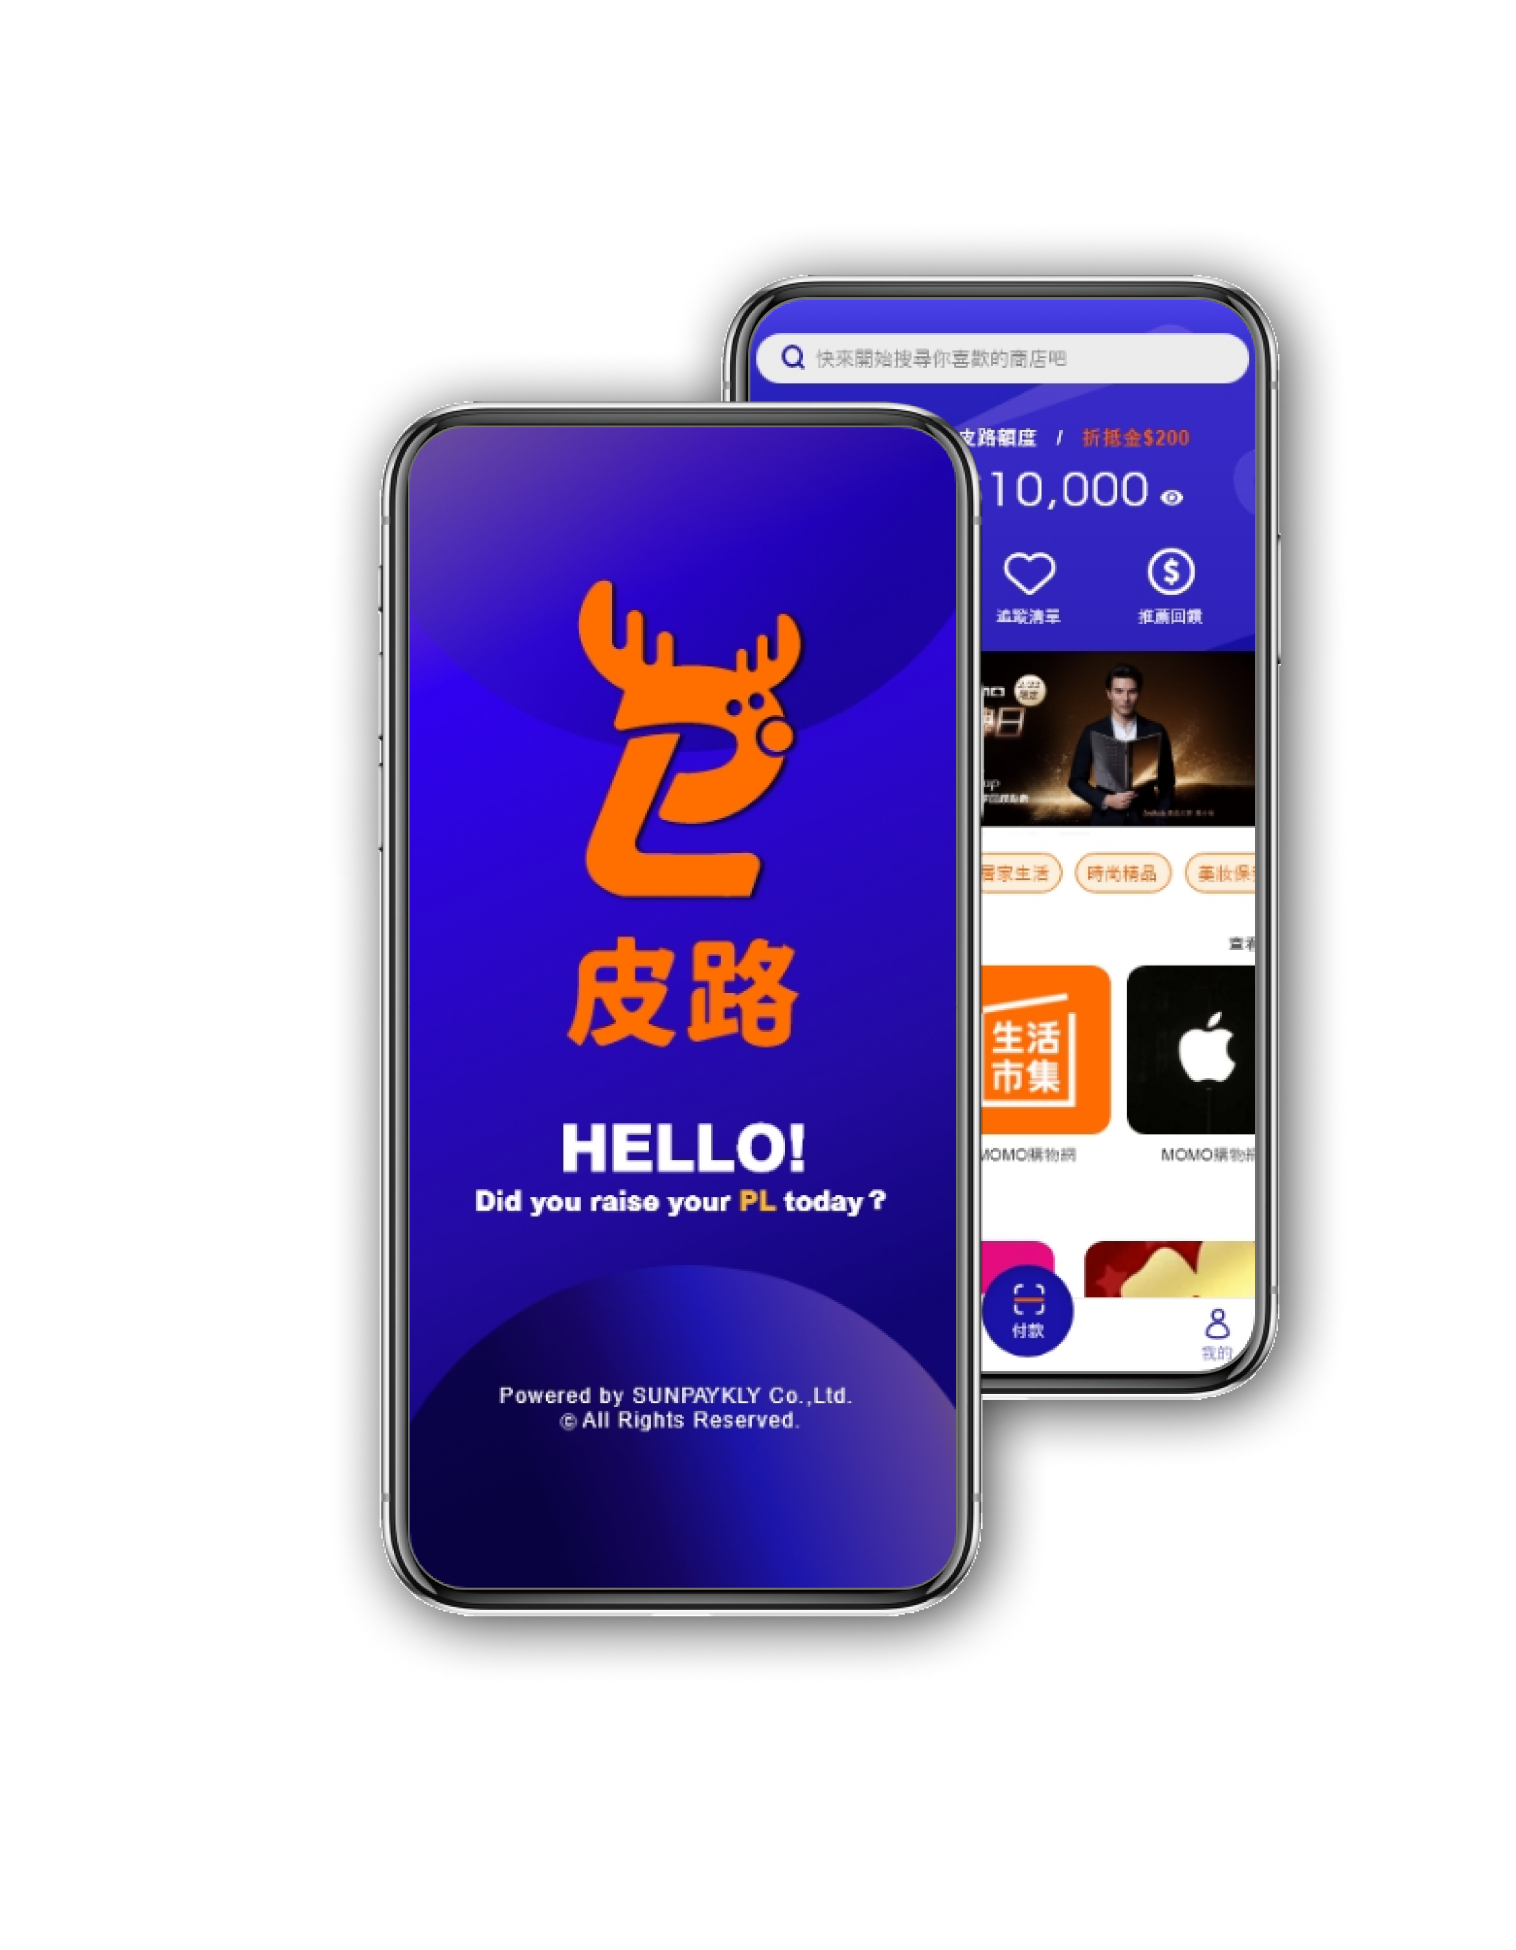 皮路
HELLO!
Did you raise your PL today?
Powered by SUNPAYKLY Co.,Ltd.
© All Rights Reserved.
快來開始搜尋你喜歡的商店吧
皮路額度 / 折抵金$200
10,000
追蹤清單
推薦回饋
居家生活 時尚精品 美妝保
查看
生活
市集
MOMO購物網 MOMO購物網
付款
我的